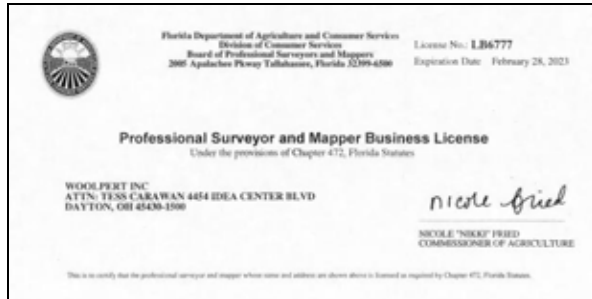 Florida Department of Agriculture and Consumer Services
Division of Consumer Services
Board of Professional Surveyors and Mappers
2005 Apalachee Pkway Tallahassee, Florida 32399-6500
License No.: LB6777
Expiration Date February 28, 2023
Professional Surveyor and Mapper Business License
Under the provisions of Chapter 472, Florida Statutes
WOOLPERT INC
ATTN: TESS CARAWAN 4454 IDEA CENTER BLVD
DAYTON, OH 45430-1500
nicole fried
NICOLE "NIKKI" FRIED
COMMISSIONER OF AGRICULTURE
This is to certify that the professional surveyor and mapper whose name and address are shown above is licensed as required by Chapter 472, Florida Statutes.